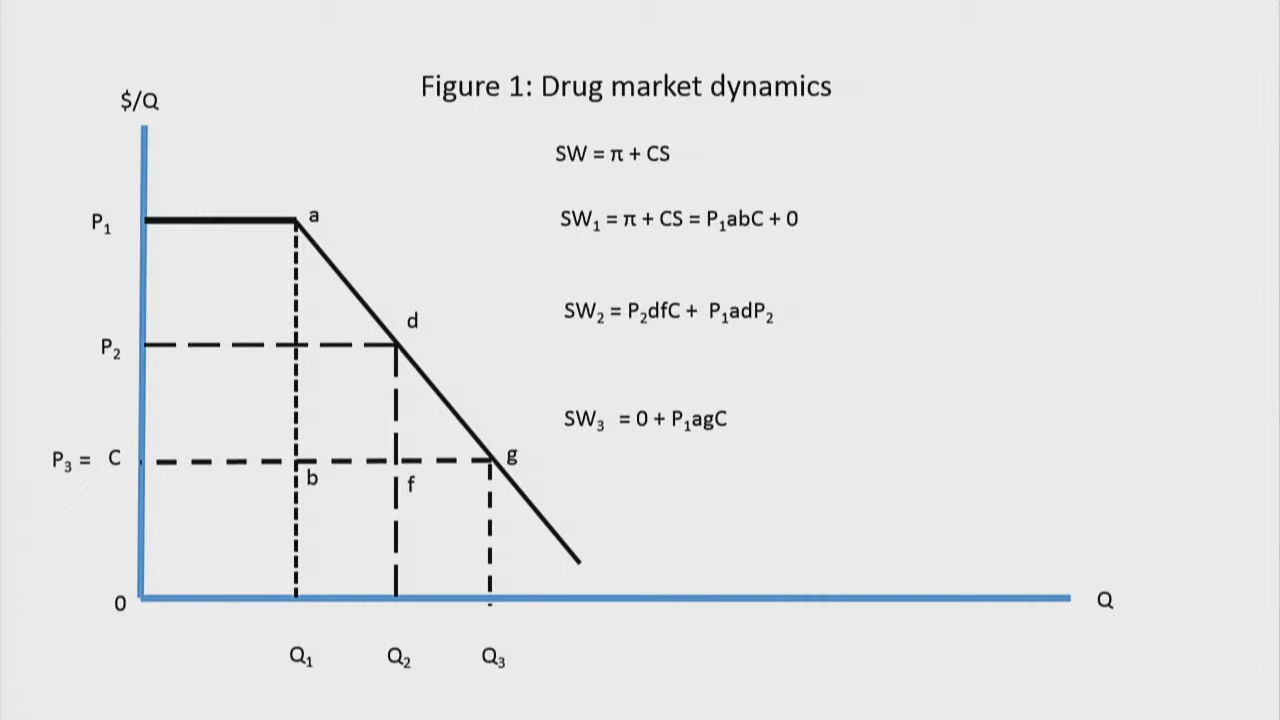 Figure 1: Drug market dynamics
$/Q
SW = π + CS
P₁
a
SW₁ = π + CS = P₁abC + 0
d
SW₂ = P₂dfC + P₁adP₂
P₂
SW₃ = 0 + P₁agC
P₃ = C
g
b
f
0
Q
Q₁
Q₂
Q₃